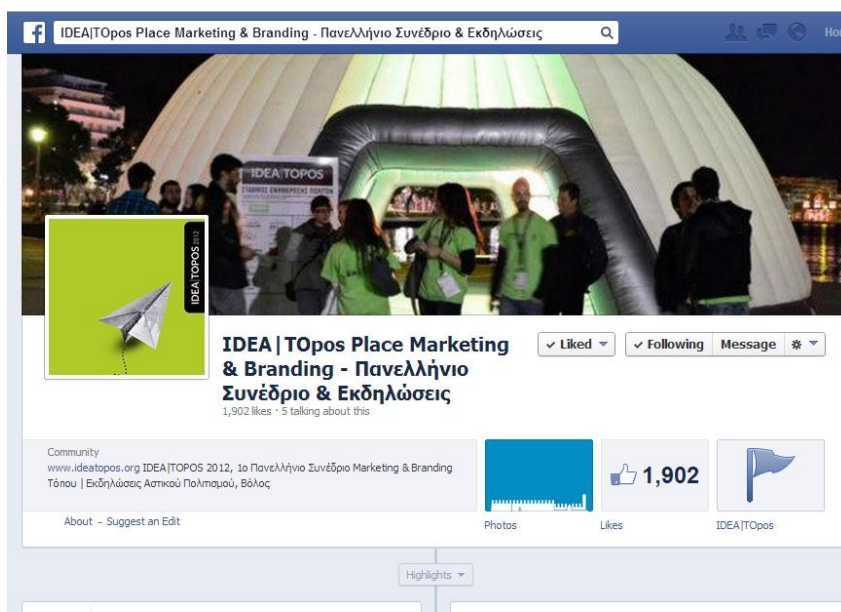 IDEA|TOpos Place Marketing & Branding - Πανελλήνιο Συνέδριο & Εκδηλώσεις
IDEA|TOPOS
ΣΤΑΘΜΟΣ ΕΝΗΜΕΡΩΣΗΣ ΠΟΛΙΤΩΝ
IDEA|TOPOS 2012
IDEA|TOpos Place Marketing
& Branding - Πανελλήνιο
Συνέδριο & Εκδηλώσεις
1,902 likes · 5 talking about this
✓ Liked
✓ Following
Message
Community
www.ideatopos.org IDEA|TOPOS 2012, 1ο Πανελλήνιο Συνέδριο Marketing & Branding
Τόπου | Εκδηλώσεις Αστικού Πολιτισμού, Βόλος
About – Suggest an Edit
Photos
1,902
Likes
IDEA|TOpos
Highlights